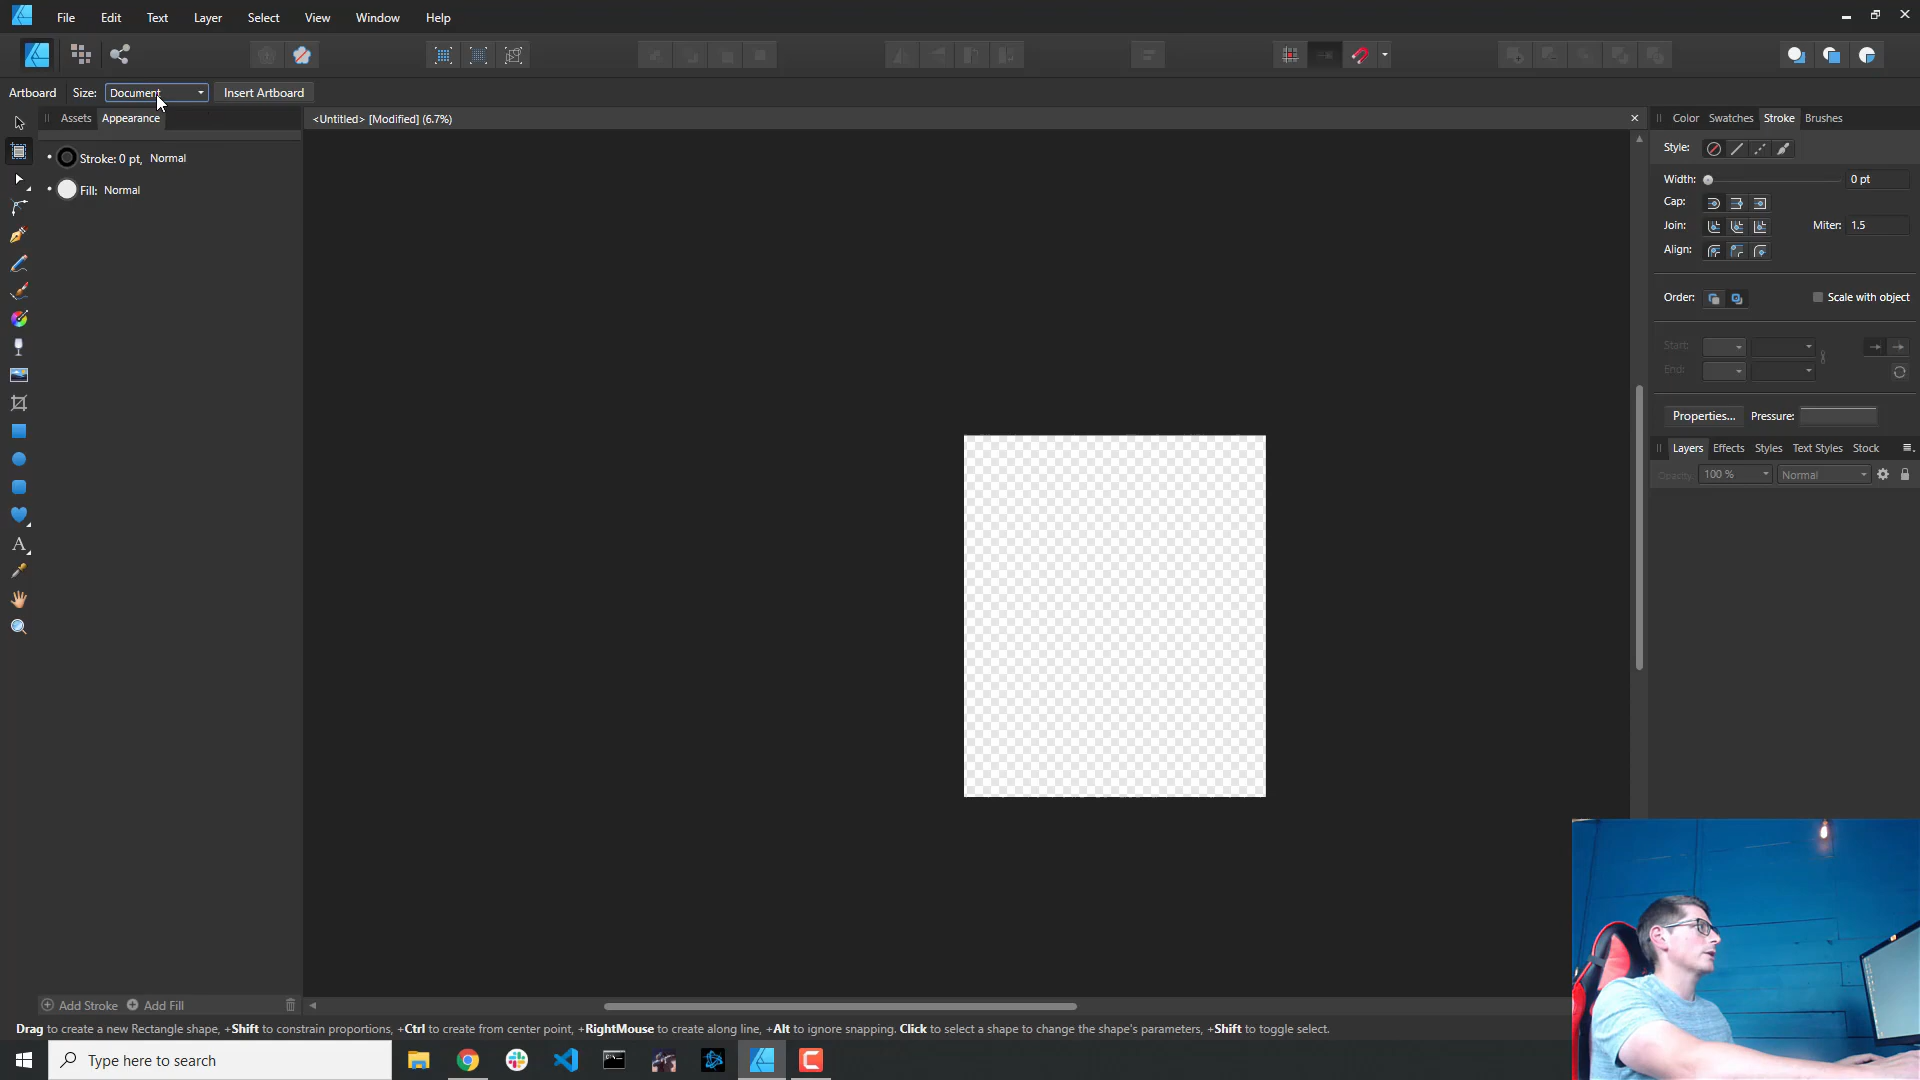 File Edit Text Layer Select View Window Help
Artboard Size: Document Insert Artboard
Assets Appearance
<Untitled> [Modified] (6.7%)
Color Swatches Stroke Brushes
Stroke: 0 pt, Normal
Fill: Normal
Style:
Width: 0 pt
Cap:
Join: Miter: 1.5
Align:
Order: Scale with object
Start:
End:
Properties... Pressure:
Layers Effects Styles Text Styles Stock
Opacity: 100 % Normal
Add Stroke Add Fill
Drag to create a new Rectangle shape, +Shift to constrain proportions, +Ctrl to create from center point, +RightMouse to create along line, +Alt to ignore snapping. Click to select a shape to change the shape's parameters, +Shift to toggle select.
Type here to search